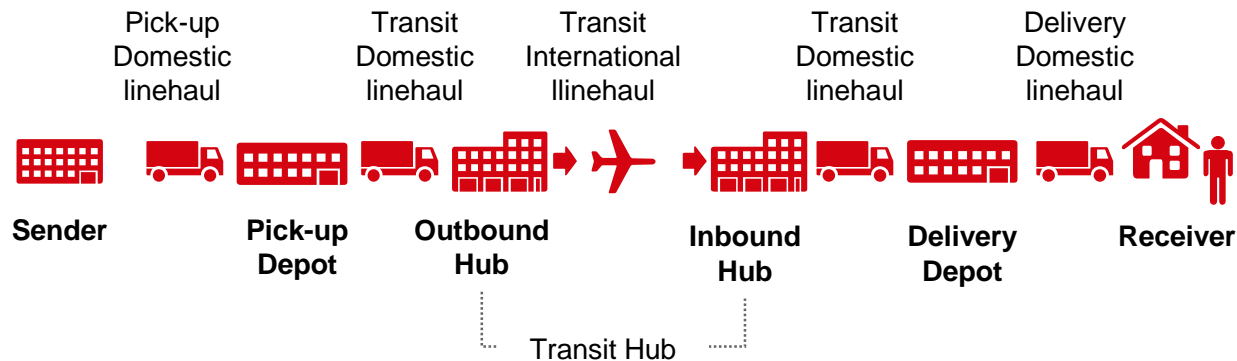 Pick-up
Domestic
linehaul
Transit
Domestic
linehaul
Transit
International
llinehaul
Transit
Domestic
linehaul
Delivery
Domestic
linehaul
Sender
Pick-up
Depot
Outbound
Hub
Inbound
Hub
Delivery
Depot
Receiver
Transit Hub